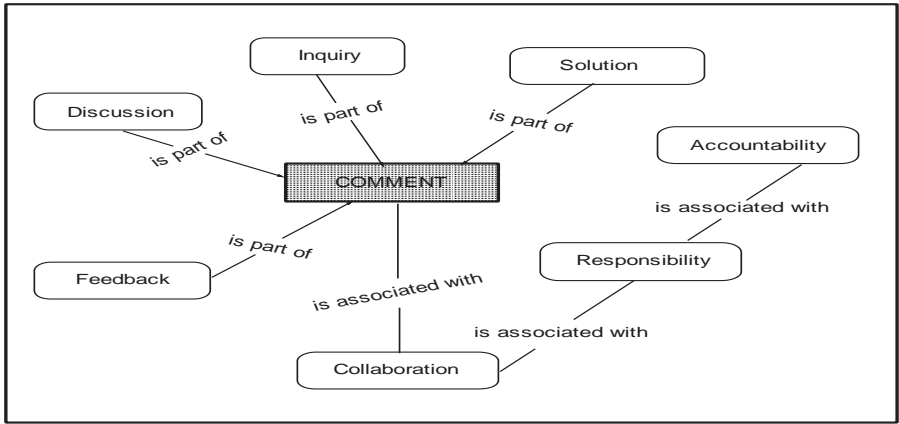 Inquiry
Solution
Discussion
is part of
is part of
is part of
Accountability
COMMENT
is associated with
is part of
Responsibility
Feedback
is associated with
is associated with
Collaboration